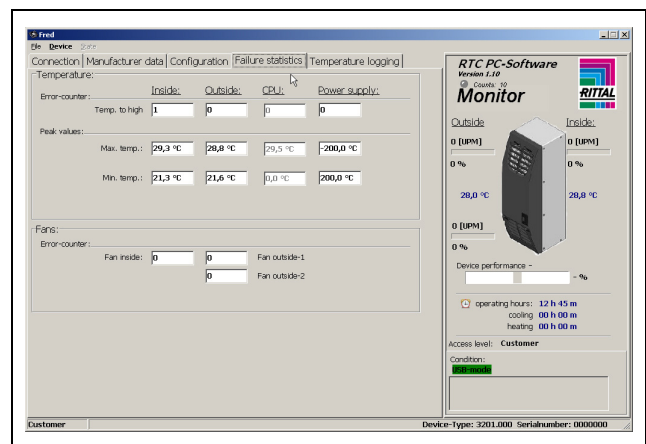 Fred
File Device State
Connection Manufacturer data Configuration Failure statistics Temperature logging
Temperature:
Inside: Outside: CPU: Power supply:
Error-counter:
Temp. to high 1 0 0 0
Peak values:
Max. temp.: 29,3 °C 28,8 °C 29,5 °C -200,0 °C
Min. temp.: 21,3 °C 21,6 °C 0,0 °C 200,0 °C
Fans:
Error-counter:
Fan inside: 0 0 Fan outside-1
0 Fan outside-2
RTC PC-Software
Version 1.10
Counts: 10
Monitor
RITTAL
Outside Inside:
0 [UPM] 0 [UPM]
0 % 0 %
28,0 °C 28,8 °C
0 [UPM]
0 %
Device performance -
- %
operating hours: 12 h 45 m
cooling 00 h 00 m
heating 00 h 00 m
Access level: Customer
Condition:
USB-mode
Customer Device-Type: 3201.000 Serialnumber: 0000000